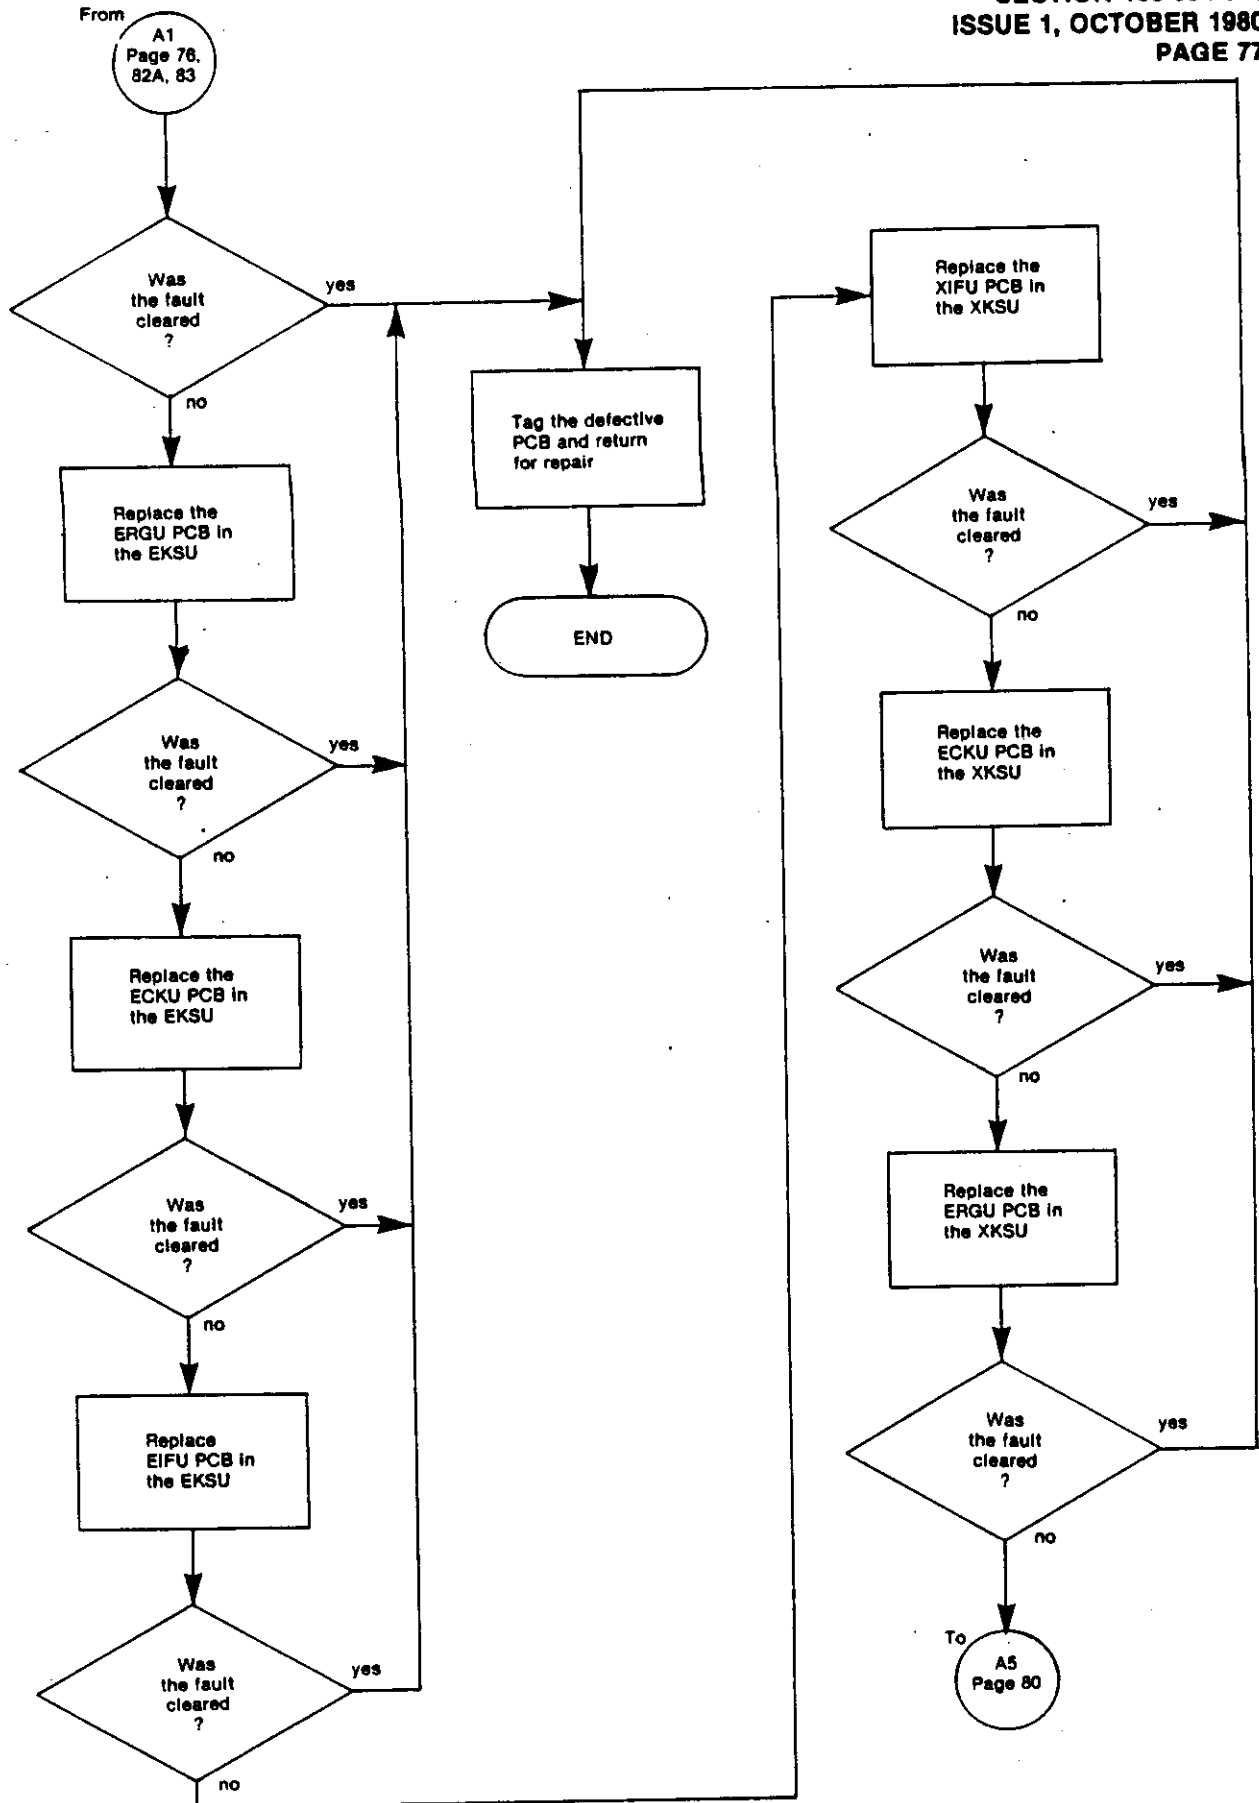 ISSUE 1, OCTOBER 1980
PAGE 77
From
A1
Page 76,
82A, 83
Was
the fault
cleared
?
yes
no
Replace the
ERGU PCB in
the EKSU
Was
the fault
cleared
?
yes
no
Replace the
ECKU PCB in
the EKSU
Was
the fault
cleared
?
yes
no
Replace
EIFU PCB in
the EKSU
Was
the fault
cleared
?
yes
no
Tag the defective
PCB and return
for repair
END
Replace the
XIFU PCB in
the XKSU
Was
the fault
cleared
?
yes
no
Replace the
ECKU PCB in
the XKSU
Was
the fault
cleared
?
yes
no
Replace the
ERGU PCB in
the XKSU
Was
the fault
cleared
?
yes
no
To
A5
Page 80